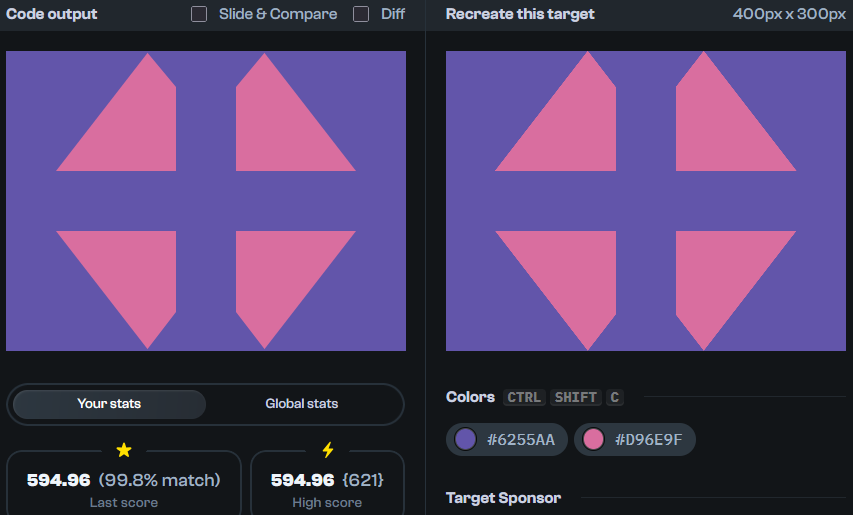 Code output
Slide & Compare
Diff
Recreate this target
400px x 300px
Your stats
Global stats
594.96 (99.8% match)
Last score
594.96 {621}
High score
Colors CTRL SHIFT C
#6255AA
#D96E9F
Target Sponsor